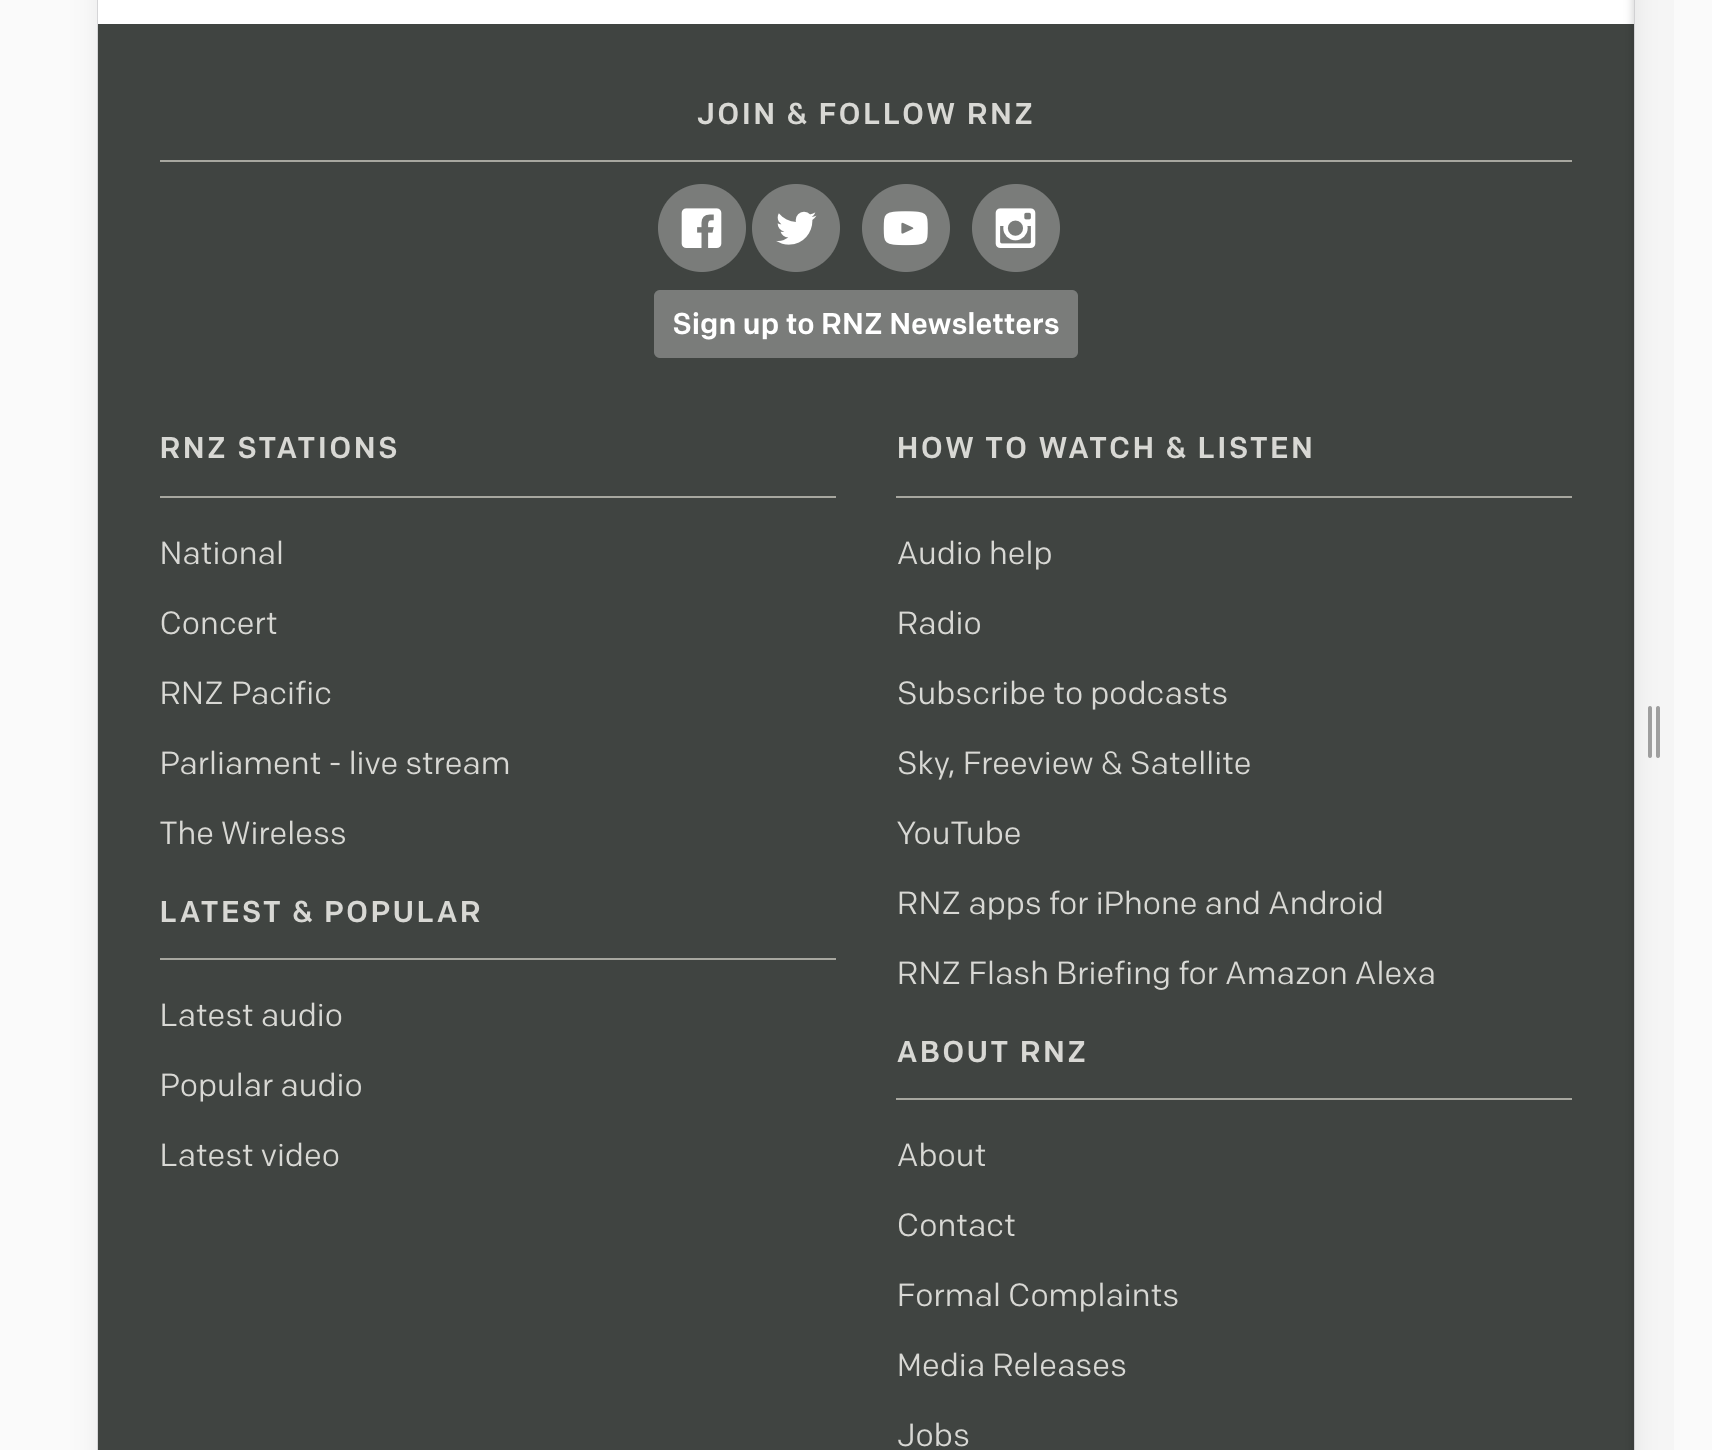 JOIN & FOLLOW RNZ
Sign up to RNZ Newsletters
RNZ STATIONS
National
Concert
RNZ Pacific
Parliament - live stream
The Wireless
LATEST & POPULAR
Latest audio
Popular audio
Latest video
HOW TO WATCH & LISTEN
Audio help
Radio
Subscribe to podcasts
Sky, Freeview & Satellite
YouTube
RNZ apps for iPhone and Android
RNZ Flash Briefing for Amazon Alexa
ABOUT RNZ
About
Contact
Formal Complaints
Media Releases
Jobs